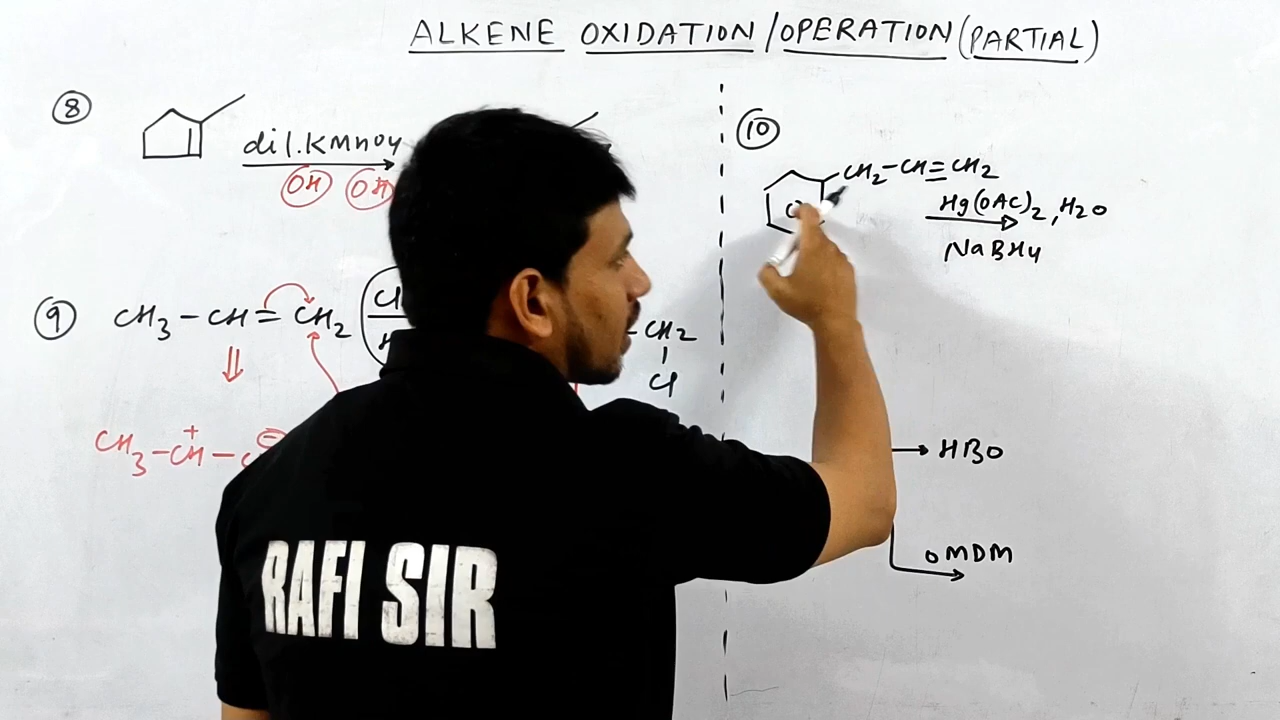 ALKENE OXIDATION/OPERATION (PARTIAL)
⑧
dil. KMnO4
OH OH
⑨ CH3-CH=CH2
CH2
Cl
CH3-CH-
+
⑩
CH2-CH=CH2
Hg(OAC)2, H2O
NaBH4
HBO
OMDM
RAFI SIR